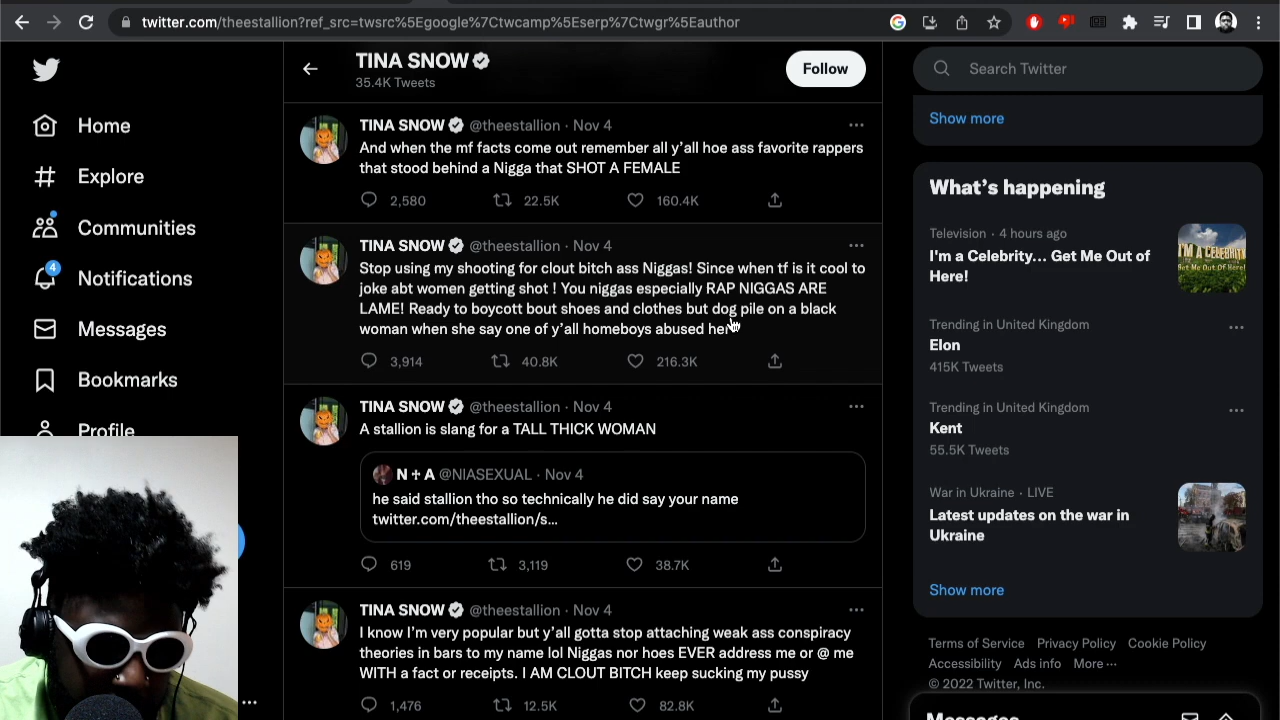 twitter.com/theestallion?ref_src=twsrc%5Egoogle%7Ctwcamp%5Eserp%7Ctwgr%5Eauthor
TINA SNOW
35.4K Tweets
Follow
Search Twitter
Home
Explore
Communities
4
Notifications
Messages
Bookmarks
Profile
TINA SNOW @theestallion · Nov 4
And when the mf facts come out remember all y'all hoe ass favorite rappers
that stood behind a Nigga that SHOT A FEMALE
2,580 22.5K 160.4K
TINA SNOW @theestallion · Nov 4
Stop using my shooting for clout bitch ass Niggas! Since when tf is it cool to
joke abt women getting shot ! You niggas especially RAP NIGGAS ARE
LAME! Ready to boycott bout shoes and clothes but dog pile on a black
woman when she say one of y'all homeboys abused her
3,914 40.8K 216.3K
TINA SNOW @theestallion · Nov 4
A stallion is slang for a TALL THICK WOMAN
N + A @NIASEXUAL · Nov 4
he said stallion tho so technically he did say your name
twitter.com/theestallion/s...
619 3,119 38.7K
TINA SNOW @theestallion · Nov 4
I know I'm very popular but y'all gotta stop attaching weak ass conspiracy
theories in bars to my name lol Niggas nor hoes EVER address me or @ me
WITH a fact or receipts. I AM CLOUT BITCH keep sucking my pussy
1,476 12.5K 82.8K
Show more
What's happening
Television · 4 hours ago
I'm a Celebrity... Get Me Out of
Here!
I'M A CELEBRITY
GET ME OUT OF HERE!
Trending in United Kingdom
Elon
415K Tweets
Trending in United Kingdom
Kent
55.5K Tweets
War in Ukraine · LIVE
Latest updates on the war in
Ukraine
Show more
Terms of Service Privacy Policy Cookie Policy
Accessibility Ads info More ···
© 2022 Twitter, Inc.
Messages